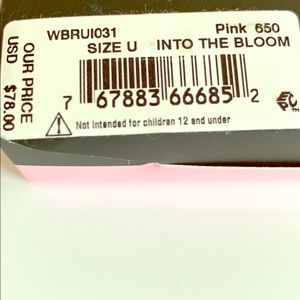 WBRUI031 Pink 650
SIZE U INTO THE BLOOM
7 67883 66685 2
Not intended for children 12 and under
OUR PRICE
USD $78.00